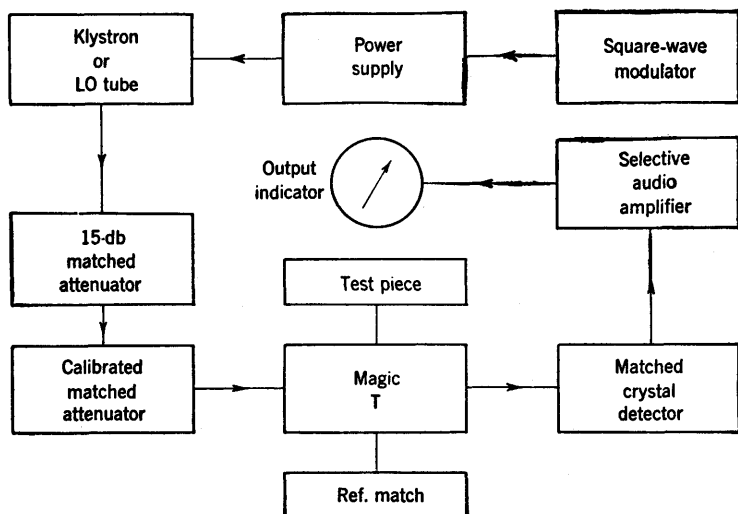 Klystron
or
LO tube
Power
supply
Square-wave
modulator
Output
indicator
Selective
audio
amplifier
15-db
matched
attenuator
Test piece
Calibrated
matched
attenuator
Magic
T
Matched
crystal
detector
Ref. match